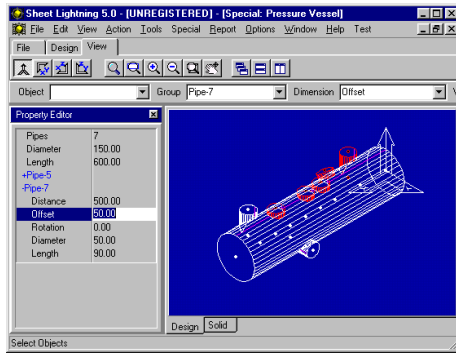 Sheet Lightning 5.0 - [UNREGISTERED] - [Special: Pressure Vessel]
File Edit View Action Tools Special Report Options Window Help Test
File Design View
Object Group Pipe-7 Dimension Offset V
Property Editor
Pipes 7
Diameter 150.00
Length 600.00
+Pipe-5
-Pipe-7
Distance 500.00
Offset 50.00
Rotation 0.00
Diameter 50.00
Length 90.00
Design Solid
Select Objects